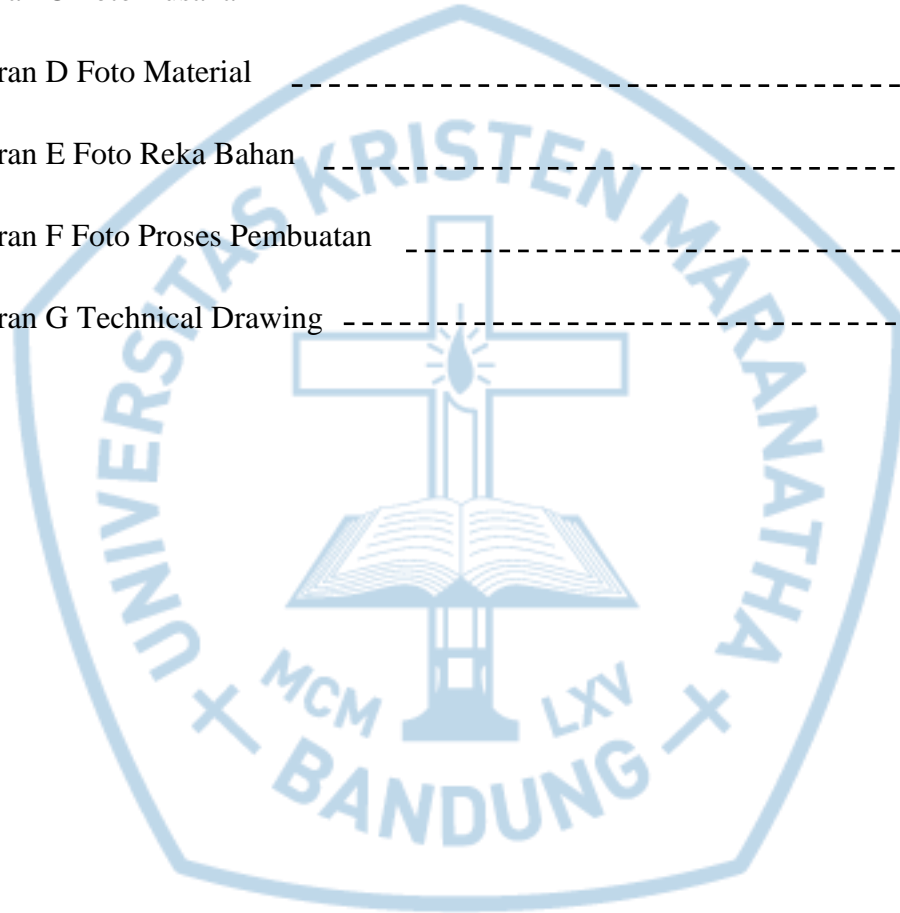 ran D Foto Material
ran E Foto Reka Bahan
ran F Foto Proses Pembuatan
ran G Technical Drawing
UNIVERSITAS KRISTEN MARANATHA
MCM LXV
BANDUNG